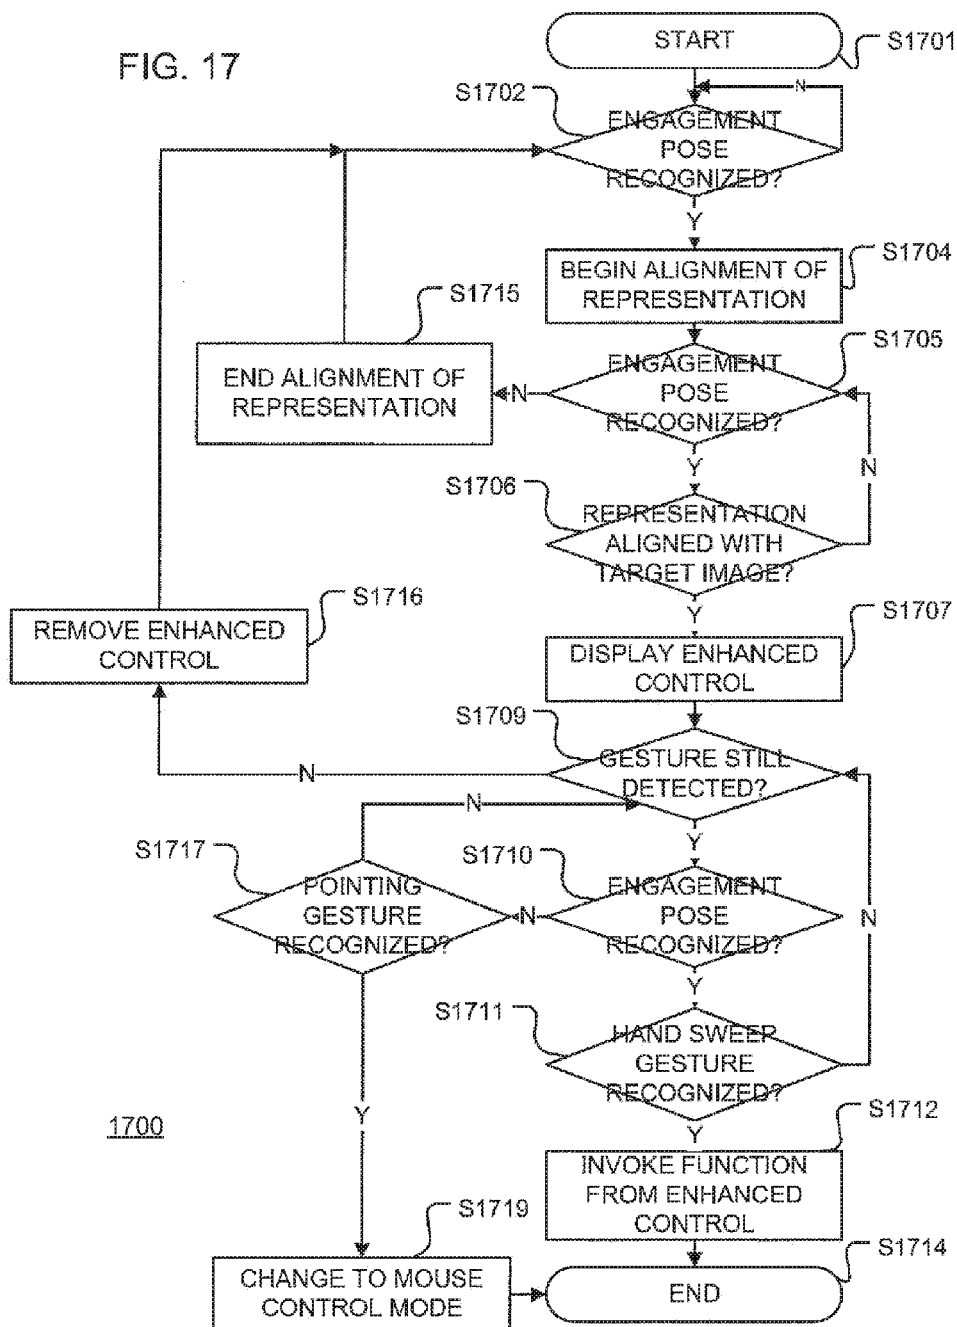 FIG. 17
START
S1701
S1702
N
ENGAGEMENT
POSE
RECOGNIZED?
Y
S1704
BEGIN ALIGNMENT OF
REPRESENTATION
S1715
S1705
END ALIGNMENT OF
REPRESENTATION
N
ENGAGEMENT
POSE
RECOGNIZED?
Y
N
S1706
REPRESENTATION
ALIGNED WITH
TARGET IMAGE?
Y
S1716
S1707
REMOVE ENHANCED
CONTROL
DISPLAY ENHANCED
CONTROL
S1709
GESTURE STILL
DETECTED?
N
N
Y
S1717
S1710
POINTING
GESTURE
RECOGNIZED?
N
ENGAGEMENT
POSE
RECOGNIZED?
N
Y
S1711
HAND SWEEP
GESTURE
RECOGNIZED?
Y
Y
S1712
1700
INVOKE FUNCTION
FROM ENHANCED
CONTROL
S1719
S1714
CHANGE TO MOUSE
CONTROL MODE
END